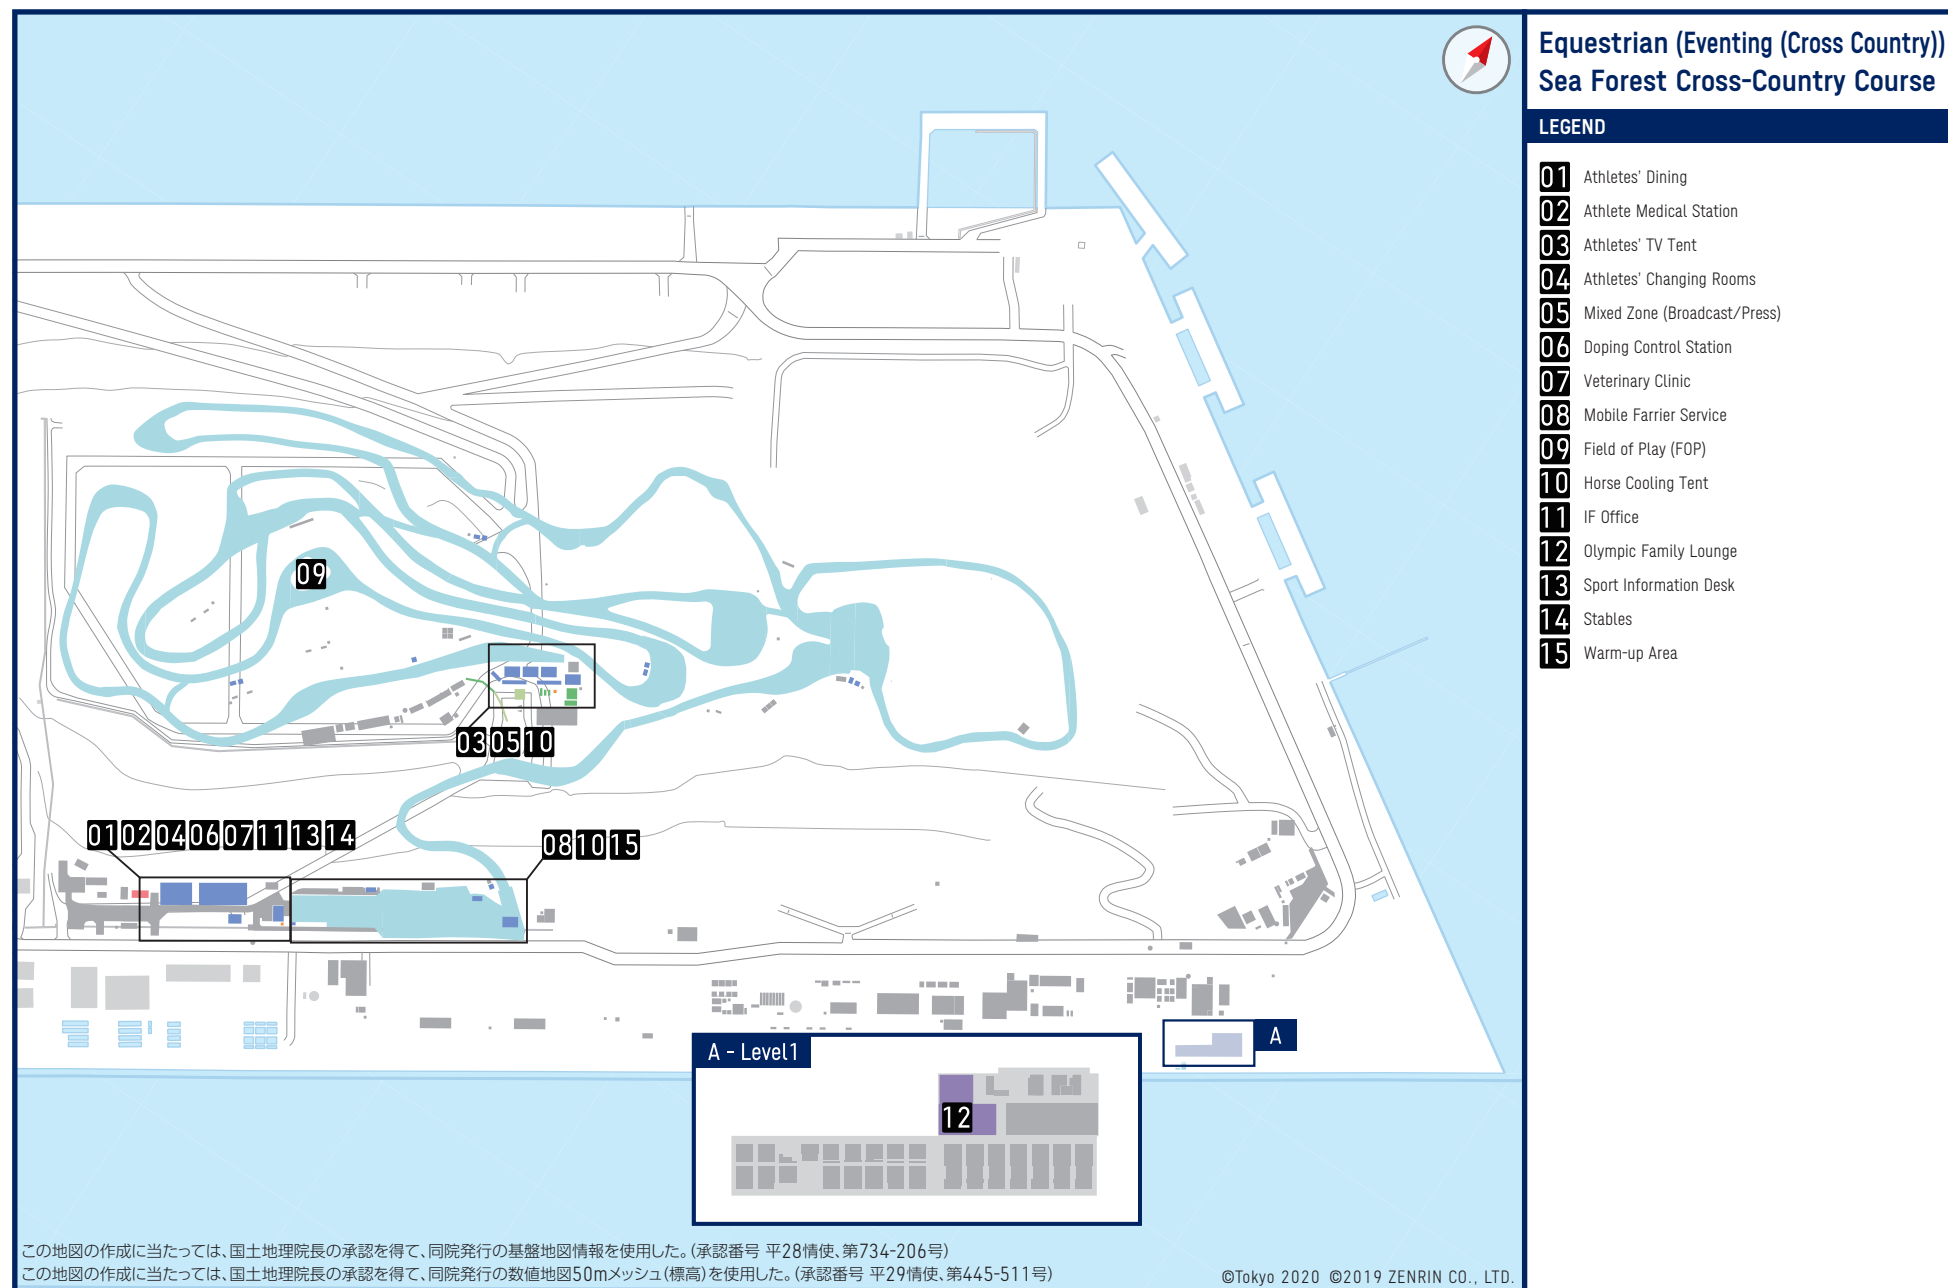 Equestrian (Eventing (Cross Country))
Sea Forest Cross-Country Course
LEGEND
01 Athletes' Dining
02 Athlete Medical Station
03 Athletes' TV Tent
04 Athletes' Changing Rooms
05 Mixed Zone (Broadcast/Press)
06 Doping Control Station
07 Veterinary Clinic
08 Mobile Farrier Service
09 Field of Play (FOP)
10 Horse Cooling Tent
11 IF Office
12 Olympic Family Lounge
13 Sport Information Desk
14 Stables
15 Warm-up Area
09
03 05 10
01 02 04 06 07 11 13 14
08 10 15
A
A - Level1
12
この地図の作成に当たっては、国土地理院長の承認を得て、同院発行の基盤地図情報を使用した。(承認番号 平28情使、第734-206号)
この地図の作成に当たっては、国土地理院長の承認を得て、同院発行の数値地図50mメッシュ(標高)を使用した。(承認番号 平29情使、第445-511号)
©Tokyo 2020 ©2019 ZENRIN CO., LTD.